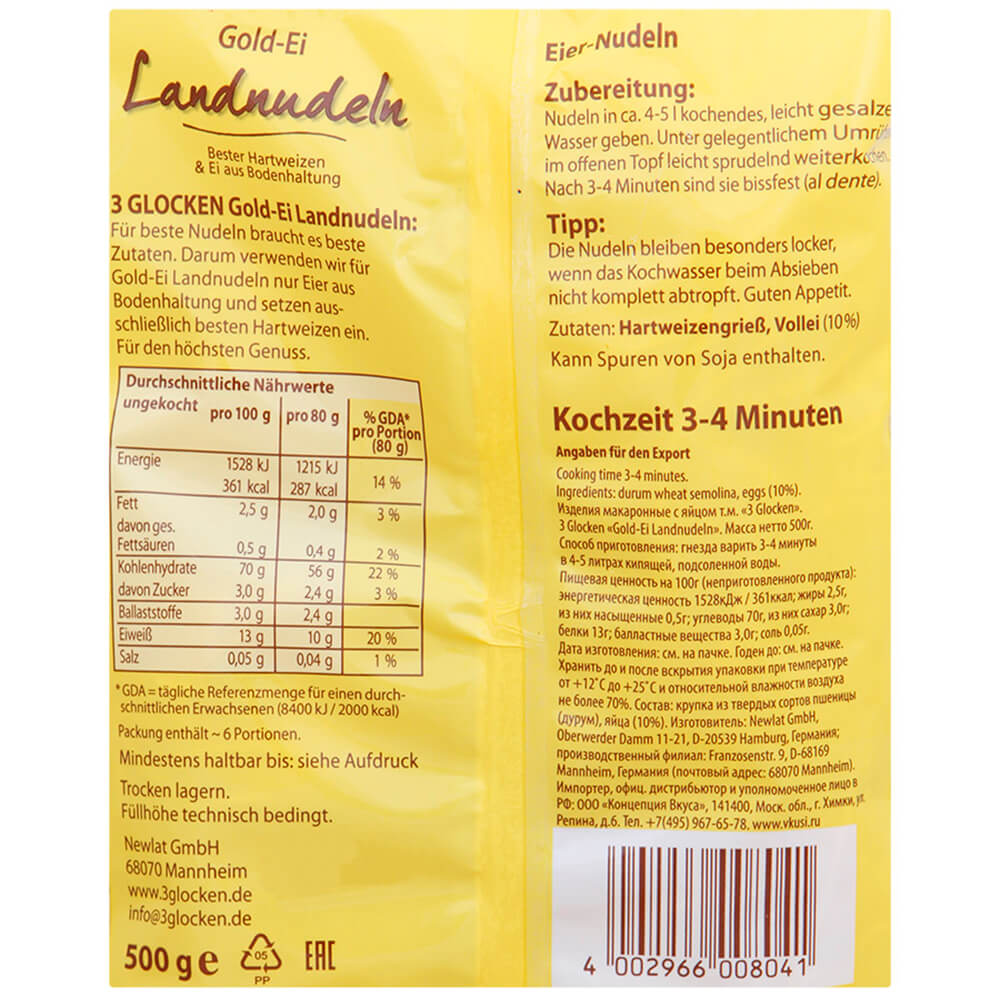 Gold-Ei
Landnudeln
Bester Hartweizen
& Ei aus Bodenhaltung
3 GLOCKEN Gold-Ei Landnudeln:
Für beste Nudeln braucht es beste
Zutaten. Darum verwenden wir für
Gold-Ei Landnudeln nur Eier aus
Bodenhaltung und setzen aus-
schließlich besten Hartweizen ein.
Für den höchsten Genuss.
Durchschnittliche Nährwerte
ungekocht pro 100 g pro 80 g % GDA*
pro Portion
(80 g)
Energie 1528 kJ 1215 kJ
361 kcal 287 kcal 14 %
Fett 2,5 g 2,0 g 3 %
davon ges.
Fettsäuren 0,5 g 0,4 g 2 %
Kohlenhydrate 70 g 56 g 22 %
davon Zucker 3,0 g 2,4 g 3 %
Ballaststoffe 3,0 g 2,4 g
Eiweiß 13 g 10 g 20 %
Salz 0,05 g 0,04 g 1 %
*GDA = tägliche Referenzmenge für einen durch-
schnittlichen Erwachsenen (8400 kJ / 2000 kcal)
Packung enthält ~ 6 Portionen.
Mindestens haltbar bis: siehe Aufdruck
Trocken lagern.
Füllhöhe technisch bedingt.
Newlat GmbH
68070 Mannheim
www.3glocken.de
info@3glocken.de
500 g e
05
PP
EAC
Eier-Nudeln
Zubereitung:
Nudeln in ca. 4-5 l kochendes, leicht gesalze
Wasser geben. Unter gelegentlichem Umrüh
im offenen Topf leicht sprudelnd weiterkochen.
Nach 3-4 Minuten sind sie bissfest (al dente).
Tipp:
Die Nudeln bleiben besonders locker,
wenn das Kochwasser beim Absieben
nicht komplett abtropft. Guten Appetit.
Zutaten: Hartweizengrieß, Vollei (10%)
Kann Spuren von Soja enthalten.
Kochzeit 3-4 Minuten
Angaben für den Export
Cooking time 3-4 minutes.
Ingredients: durum wheat semolina, eggs (10%).
Изделия макаронные с яйцом т.м. «3 Glocken».
3 Glocken «Gold-Ei Landnudeln». Масса нетто 500г.
Способ приготовления: гнезда варить 3-4 минуты
в 4-5 литрах кипящей, подсоленной воды.
Пищевая ценность на 100г (неприготовленного продукта):
энергетическая ценность 1528кДж / 361ккал; жиры 2,5г,
из них насыщенные 0,5г; углеводы 70г, из них сахар 3,0г;
белки 13г; балластные вещества 3,0г; соль 0,05г.
Дата изготовления: см. на пачке. Годен до: см. на пачке.
Хранить до и после вскрытия упаковки при температуре
от +12˚C до +25˚C и относительной влажности воздуха
не более 70%. Состав: крупка из твердых сортов пшеницы
(дурум), яйца (10%). Изготовитель: Newlat GmbH,
Oberwerder Damm 11-21, D-20539 Hamburg, Германия;
производственный филиал: Franzosenstr. 9, D-68169
Mannheim, Германия (почтовый адрес: 68070 Mannheim).
Импортер, офиц. дистрибьютор и уполномоченное лицо в
РФ: ООО «Концепция Вкуса», 141400, Моск. обл., г. Химки, ул.
Репина, д.6. Тел. +7(495) 967-65-78, www.vkusi.ru
4 002966 008041